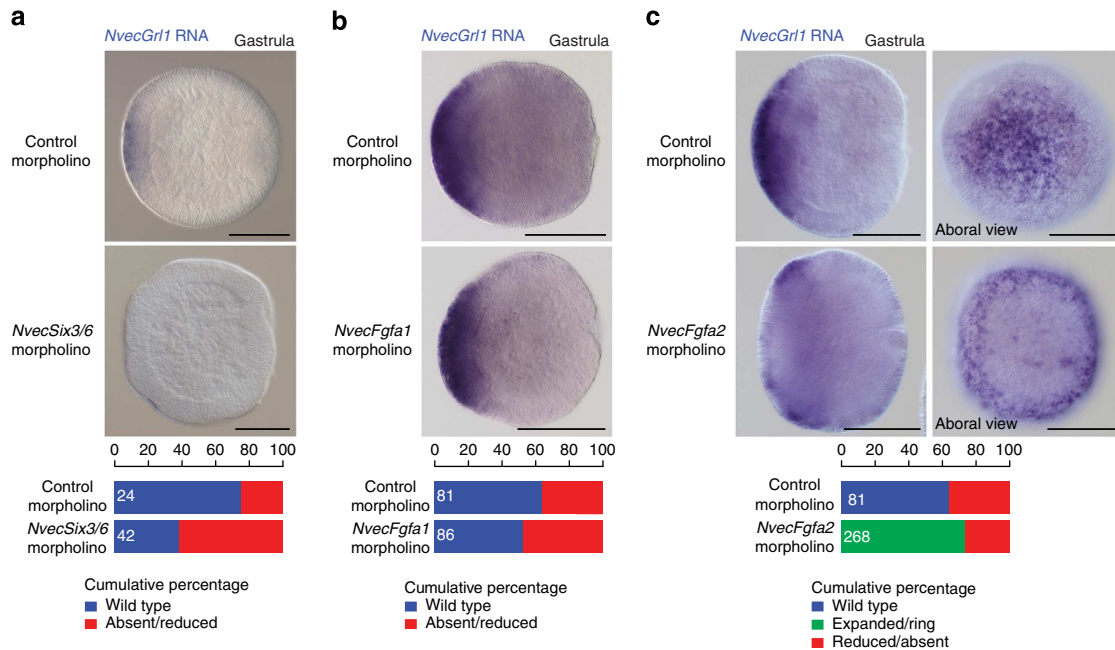 a
NvecGrl1 RNA
Gastrula
Control
morpholino
NvecSix3/6
morpholino
0 20 40 60 80 100
Control
morpholino
24
NvecSix3/6
morpholino
42
Cumulative percentage
Wild type
Absent/reduced
b
NvecGrl1 RNA
Gastrula
Control
morpholino
NvecFgfa1
morpholino
0 20 40 60 80 100
Control
morpholino
81
NvecFgfa1
morpholino
86
Cumulative percentage
Wild type
Absent/reduced
c
NvecGrl1 RNA
Gastrula
Control
morpholino
Aboral view
NvecFgfa2
morpholino
Aboral view
0 20 40 60 80 100
Control
morpholino
81
NvecFgfa2
morpholino
268
Cumulative percentage
Wild type
Expanded/ring
Reduced/absent